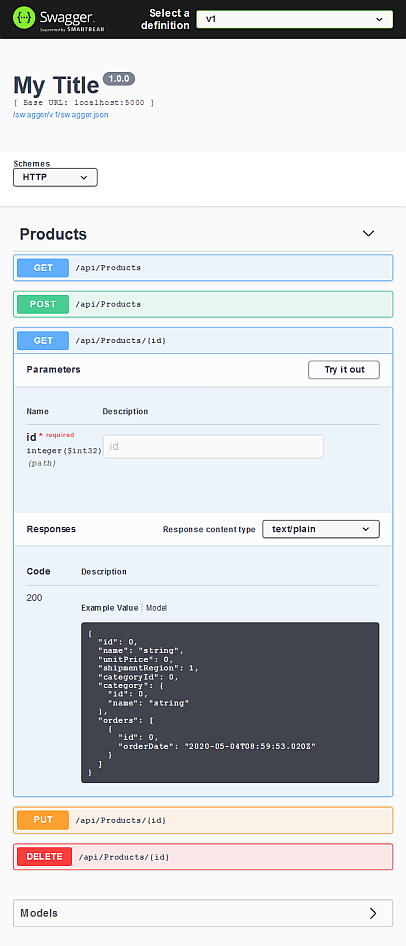 Swagger.
Supported by SMARTBEAR
Select a definition
v1
My Title 1.0.0
[ Base URL: localhost:5000 ]
/swagger/v1/swagger.json
Schemes
HTTP
Products
GET /api/Products
POST /api/Products
GET /api/Products/{id}
Parameters
Try it out
Name Description
id * required
integer($int32)
(path)
id
Responses
Response content type
text/plain
Code Description
200
Example Value | Model
{
  "id": 0,
  "name": "string",
  "unitPrice": 0,
  "shipmentRegion": 1,
  "categoryId": 0,
  "category": {
    "id": 0,
    "name": "string"
  },
  "orders": [
    {
      "id": 0,
      "orderDate": "2020-05-04T08:59:53.020Z"
    }
  ]
}
PUT /api/Products/{id}
DELETE /api/Products/{id}
Models